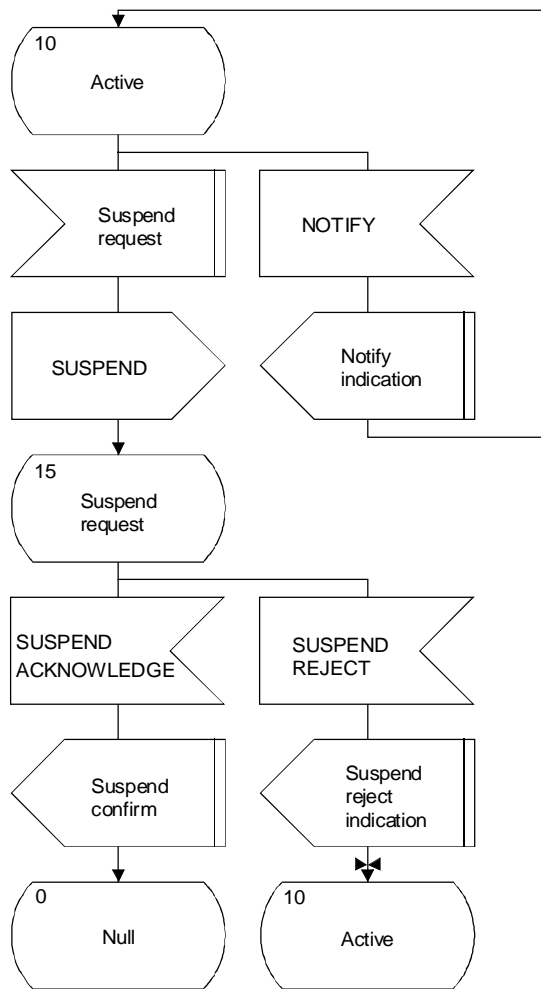 10
Active
Suspend
request
NOTIFY
SUSPEND
Notify
indication
15
Suspend
request
SUSPEND
ACKNOWLEDGE
SUSPEND
REJECT
Suspend
confirm
Suspend
reject
indication
0
Null
10
Active